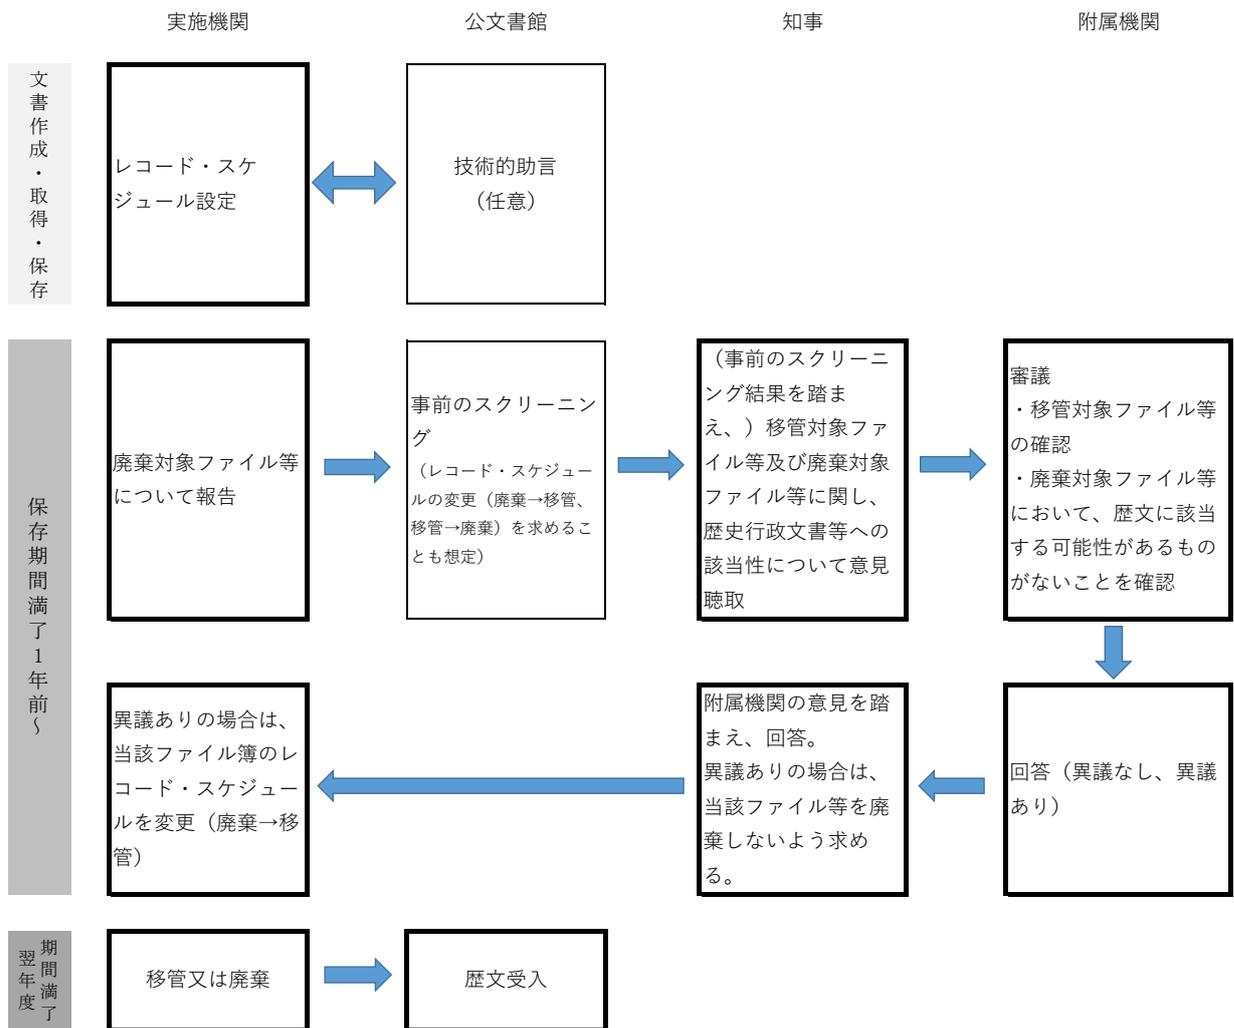 実施機関
公文書館
知事
附属機関
文書作成・取得・保存
レコード・スケ
ジュール設定
技術的助言
（任意）
保存期間満了１年前～
廃棄対象ファイル等
について報告
事前のスクリーニン
グ
（レコード・スケジュー
ルの変更（廃棄→移管、
移管→廃棄）を求めるこ
とも想定）
（事前のスクリーニ
ング結果を踏ま
え、）移管対象ファ
イル等及び廃棄対象
ファイル等に関し、
歴史行政文書等への
該当性について意見
聴取
審議
・移管対象ファイル等
の確認
・廃棄対象ファイル等
において、歴文に該当
する可能性があるもの
がないことを確認
異議ありの場合は、
当該ファイル簿のレ
コード・スケジュー
ルを変更（廃棄→移
管）
附属機関の意見を踏
まえ、回答。
異議ありの場合は、
当該ファイル等を廃
棄しないよう求め
る。
回答（異議なし、異議
あり）
期間満了
翌年度
移管又は廃棄
歴文受入